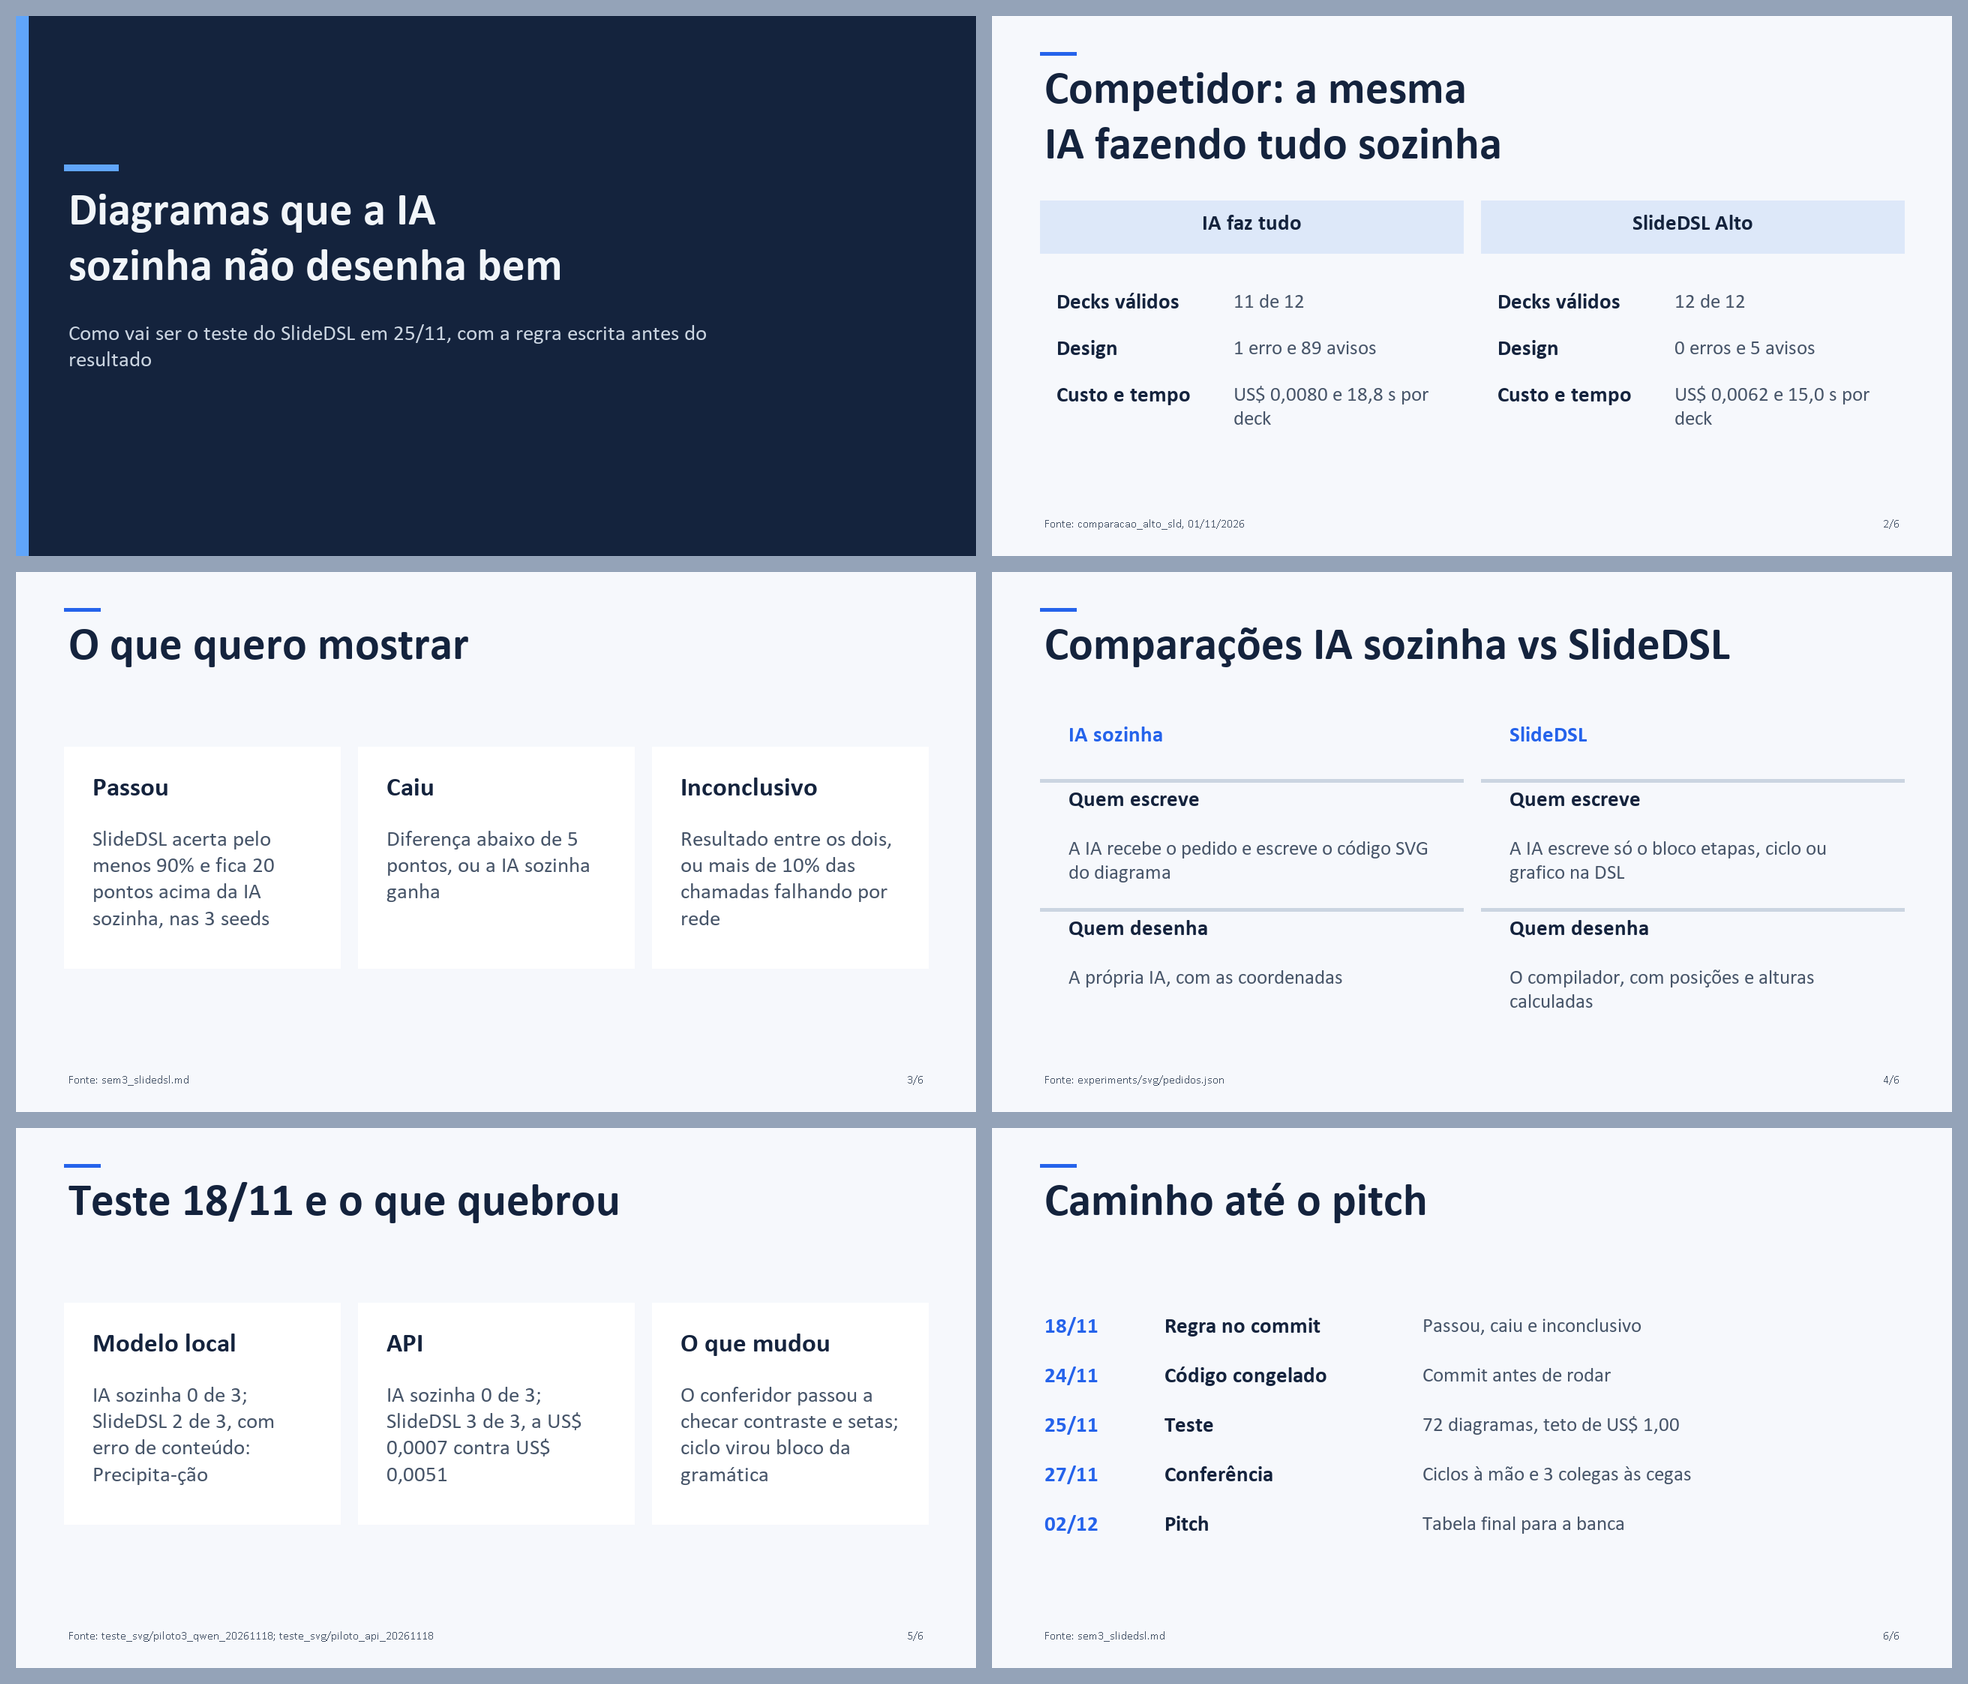 Diagramas que a IA
sozinha não desenha bem
Como vai ser o teste do SlideDSL em 25/11, com a regra escrita antes do
resultado
Competidor: a mesma
IA fazendo tudo sozinha
IA faz tudo
Decks válidos 11 de 12
Design 1 erro e 89 avisos
Custo e tempo US$ 0,0080 e 18,8 s por
deck
SlideDSL Alto
Decks válidos 12 de 12
Design 0 erros e 5 avisos
Custo e tempo US$ 0,0062 e 15,0 s por
deck
Fonte: comparacao_alto_sld, 01/11/2026
2/6
O que quero mostrar
Passou
SlideDSL acerta pelo
menos 90% e fica 20
pontos acima da IA
sozinha, nas 3 seeds
Caiu
Diferença abaixo de 5
pontos, ou a IA sozinha
ganha
Inconclusivo
Resultado entre os dois,
ou mais de 10% das
chamadas falhando por
rede
Fonte: sem3_slidedsl.md
3/6
Comparações IA sozinha vs SlideDSL
IA sozinha
Quem escreve
A IA recebe o pedido e escreve o código SVG
do diagrama
Quem desenha
A própria IA, com as coordenadas
SlideDSL
Quem escreve
A IA escreve só o bloco etapas, ciclo ou
grafico na DSL
Quem desenha
O compilador, com posições e alturas
calculadas
Fonte: experiments/svg/pedidos.json
4/6
Teste 18/11 e o que quebrou
Modelo local
IA sozinha 0 de 3;
SlideDSL 2 de 3, com
erro de conteúdo:
Precipita-ção
API
IA sozinha 0 de 3;
SlideDSL 3 de 3, a US$
0,0007 contra US$
0,0051
O que mudou
O conferidor passou a
checar contraste e setas;
ciclo virou bloco da
gramática
Fonte: teste_svg/piloto3_qwen_20261118; teste_svg/piloto_api_20261118
5/6
Caminho até o pitch
18/11 Regra no commit Passou, caiu e inconclusivo
24/11 Código congelado Commit antes de rodar
25/11 Teste 72 diagramas, teto de US$ 1,00
27/11 Conferência Ciclos à mão e 3 colegas às cegas
02/12 Pitch Tabela final para a banca
Fonte: sem3_slidedsl.md
6/6